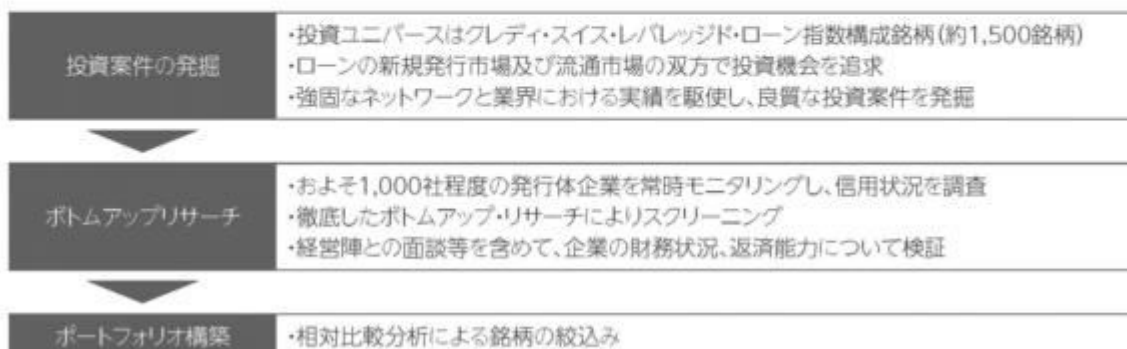 投資案件の発掘
・投資ユニバースはクレディ・スイス・レバレッジド・ローン指数構成銘柄(約1,500銘柄)
・ローンの新規発行市場及び流通市場の双方で投資機会を追求
・強固なネットワークと業界における実績を駆使し、良質な投資案件を発掘
ボトムアップリサーチ
・およそ1,000社程度の発行体企業を常時モニタリングし、信用状況を調査
・徹底したボトムアップ・リサーチによりスクリーニング
・経営陣との面談等を含めて、企業の財務状況、返済能力について検証
ポートフォリオ構築
・相対比較分析による銘柄の絞込み